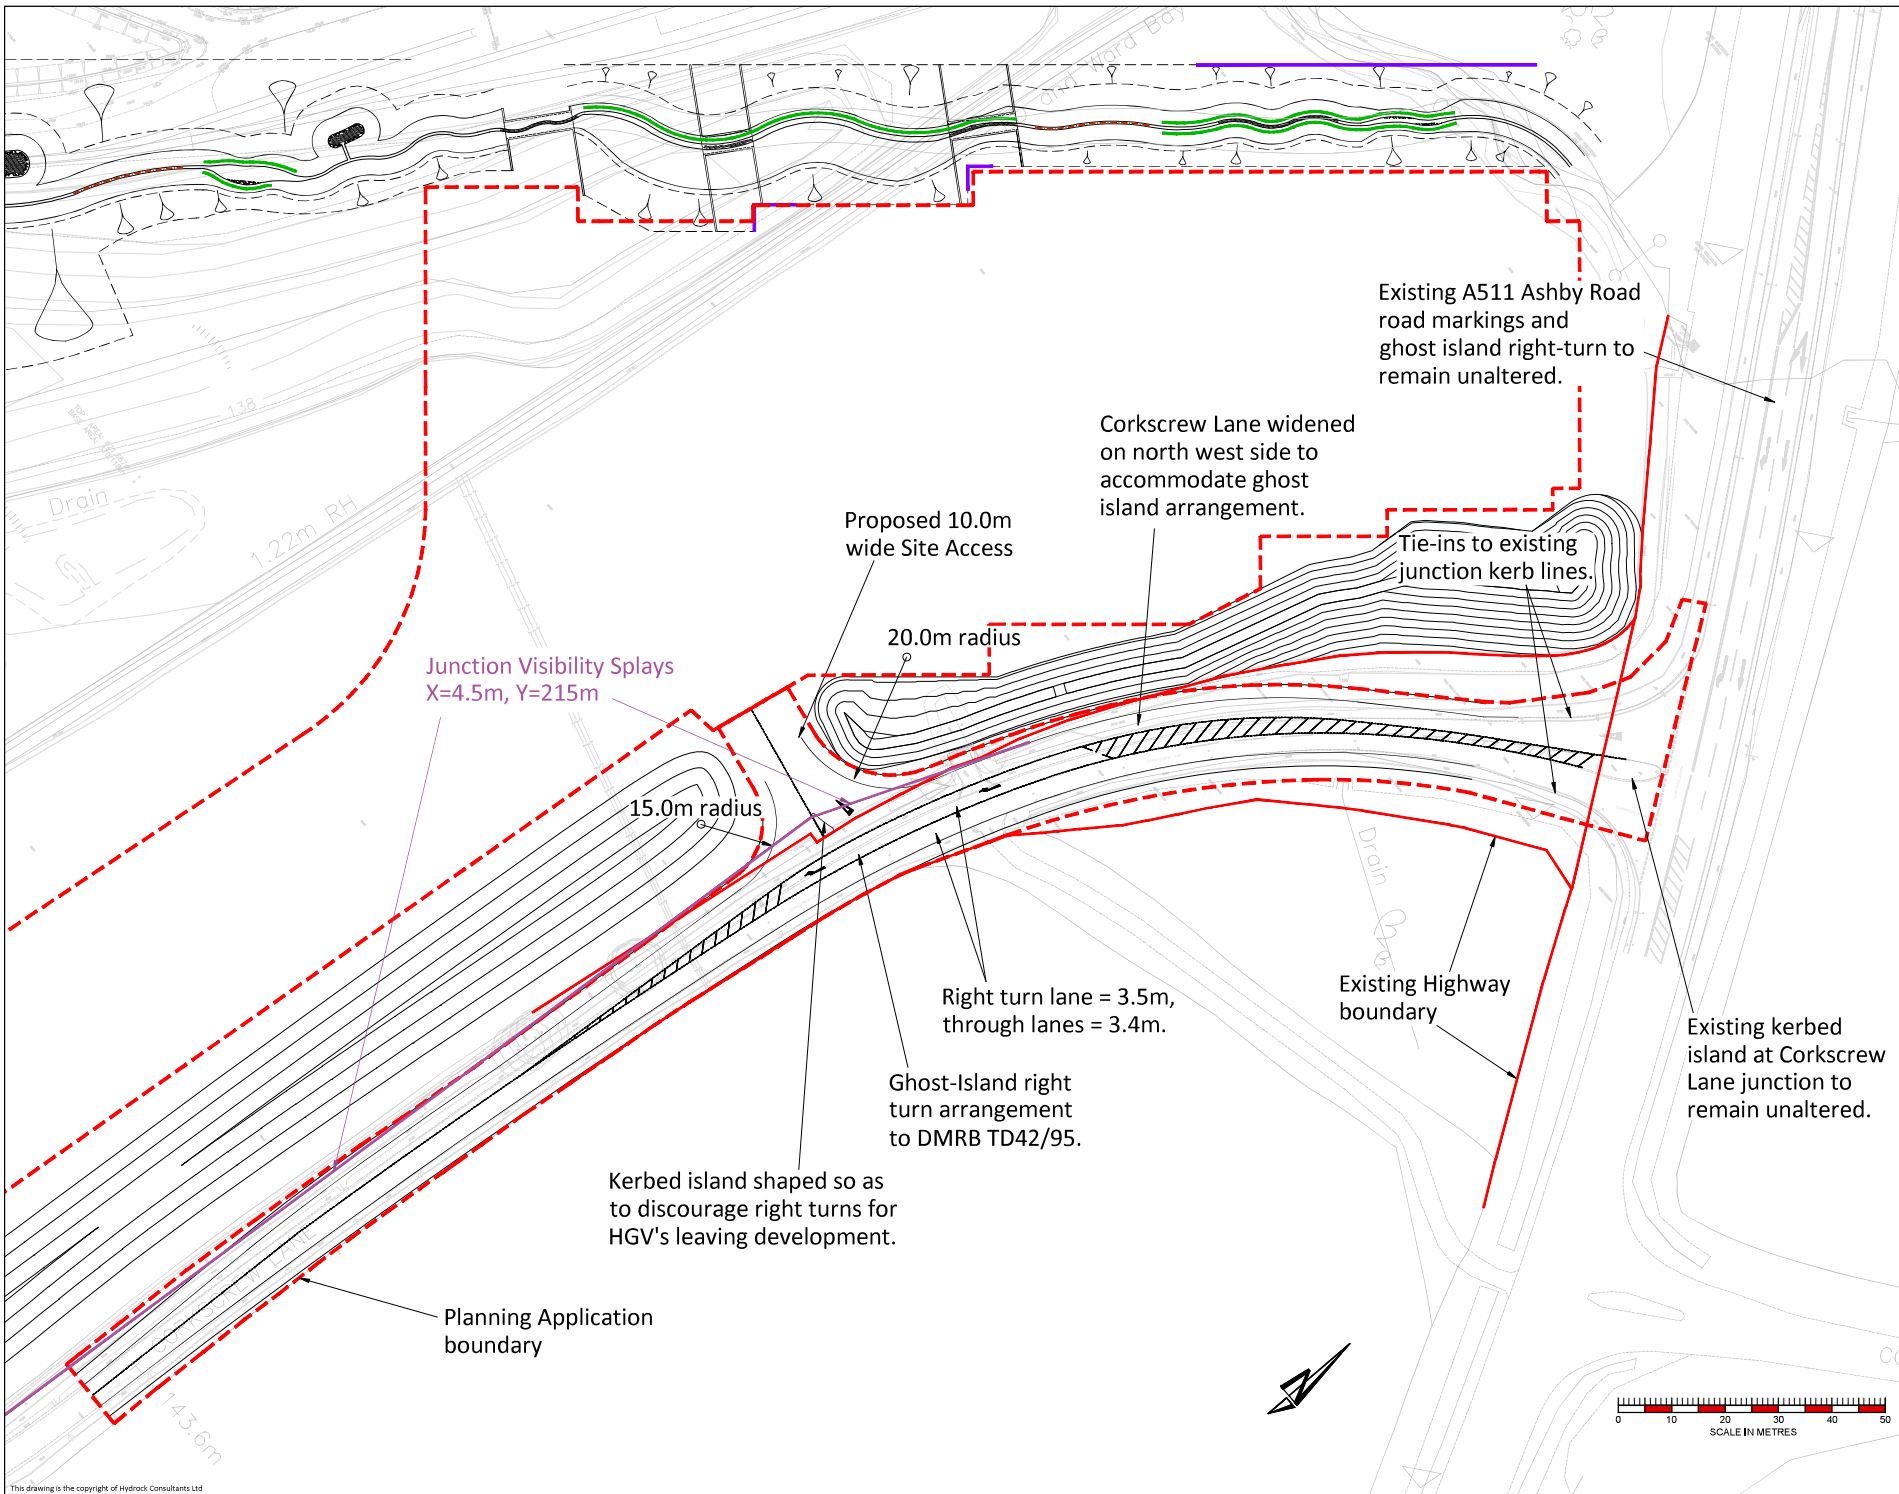 and Ward Bdy
Existing A511 Ashby Road
road markings and
ghost island right-turn to
remain unaltered.
138
Corkscrew Lane widened
on north west side to
accommodate ghost
island arrangement.
Drain
1.22m RH
Proposed 10.0m
wide Site Access
Tie-ins to existing
junction kerb lines.
20.0m radius
Junction Visibility Splays
X=4.5m, Y=215m
15.0m radius
Drain
Right turn lane = 3.5m,
through lanes = 3.4m.
Existing Highway
boundary
Existing kerbed
island at Corkscrew
Lane junction to
remain unaltered.
Ghost-Island right
turn arrangement
to DMRB TD42/95.
Kerbed island shaped so as
to discourage right turns for
HGV's leaving development.
CORKSCREW LANE
Planning Application
boundary
143.6m
N
0 10 20 30 40 50
SCALE IN METRES
This drawing is the copyright of Hydrock Consultants Ltd